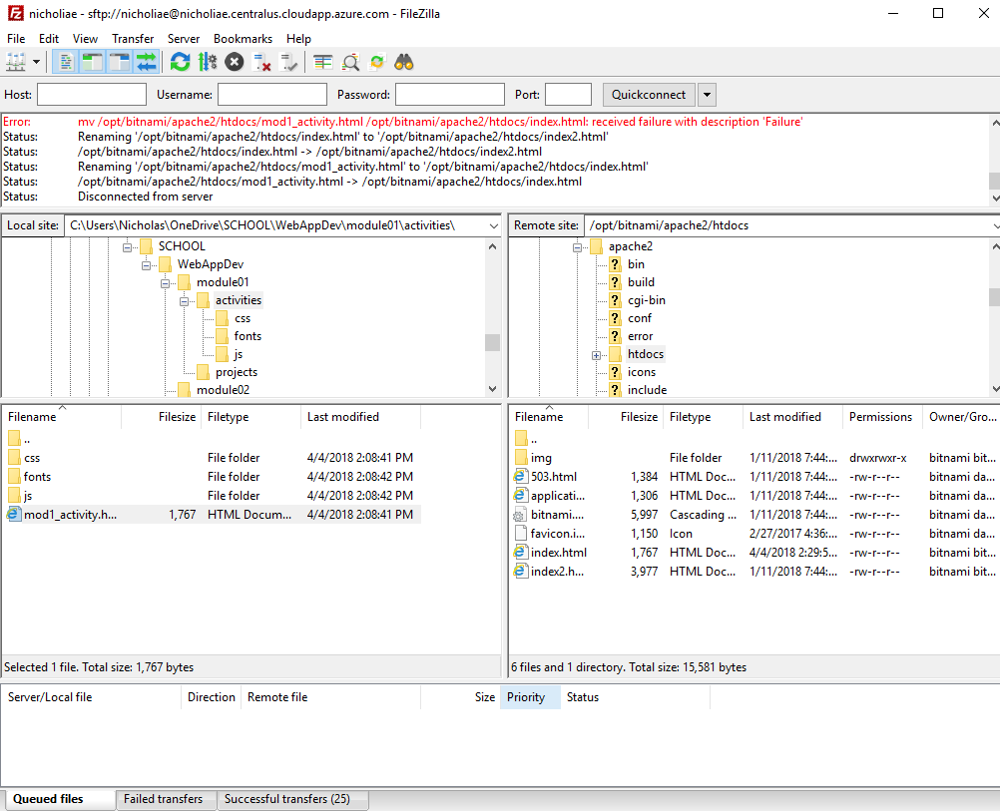 nicholiae - sftp://nicholiae@nicholiae.centralus.cloudapp.azure.com - FileZilla
File Edit View Transfer Server Bookmarks Help
Host: Username: Password: Port: Quickconnect
Error: mv /opt/bitnami/apache2/htdocs/mod1_activity.html /opt/bitnami/apache2/htdocs/index.html: received failure with description 'Failure'
Status: Renaming '/opt/bitnami/apache2/htdocs/index.html' to '/opt/bitnami/apache2/htdocs/index2.html'
Status: /opt/bitnami/apache2/htdocs/index.html -> /opt/bitnami/apache2/htdocs/index2.html
Status: Renaming '/opt/bitnami/apache2/htdocs/mod1_activity.html' to '/opt/bitnami/apache2/htdocs/index.html'
Status: /opt/bitnami/apache2/htdocs/mod1_activity.html -> /opt/bitnami/apache2/htdocs/index.html
Status: Disconnected from server
Local site: C:\Users\Nicholas\OneDrive\SCHOOL\WebAppDev\module01\activities\
SCHOOL
WebAppDev
module01
activities
css
fonts
js
projects
module02
Filename Filesize Filetype Last modified
..
css File folder 4/4/2018 2:08:41 PM
fonts File folder 4/4/2018 2:08:42 PM
js File folder 4/4/2018 2:08:42 PM
mod1_activity.h... 1,767 HTML Docum... 4/4/2018 2:08:41 PM
Selected 1 file. Total size: 1,767 bytes
Remote site: /opt/bitnami/apache2/htdocs
apache2
? bin
? build
? cgi-bin
? conf
? error
htdocs
? icons
? include
Filename Filesize Filetype Last modified Permissions Owner/Gro...
..
img File folder 1/11/2018 7:44:... drwxrwxr-x bitnami bit...
503.html 1,384 HTML Doc... 1/11/2018 7:44:... -rw-r--r-- bitnami da...
applicati... 1,306 HTML Doc... 1/11/2018 7:44:... -rw-r--r-- bitnami da...
bitnami.... 5,997 Cascading ... 1/11/2018 7:44:... -rw-r--r-- bitnami da...
favicon.i... 1,150 Icon 2/27/2017 4:36:... -rw-r--r-- bitnami da...
index.html 1,767 HTML Doc... 4/4/2018 2:29:5... -rw-r--r-- bitnami bit...
index2.h... 3,977 HTML Doc... 1/11/2018 7:44:... -rw-r--r-- bitnami bit...
6 files and 1 directory. Total size: 15,581 bytes
Server/Local file Direction Remote file Size Priority Status
Queued files Failed transfers Successful transfers (25)